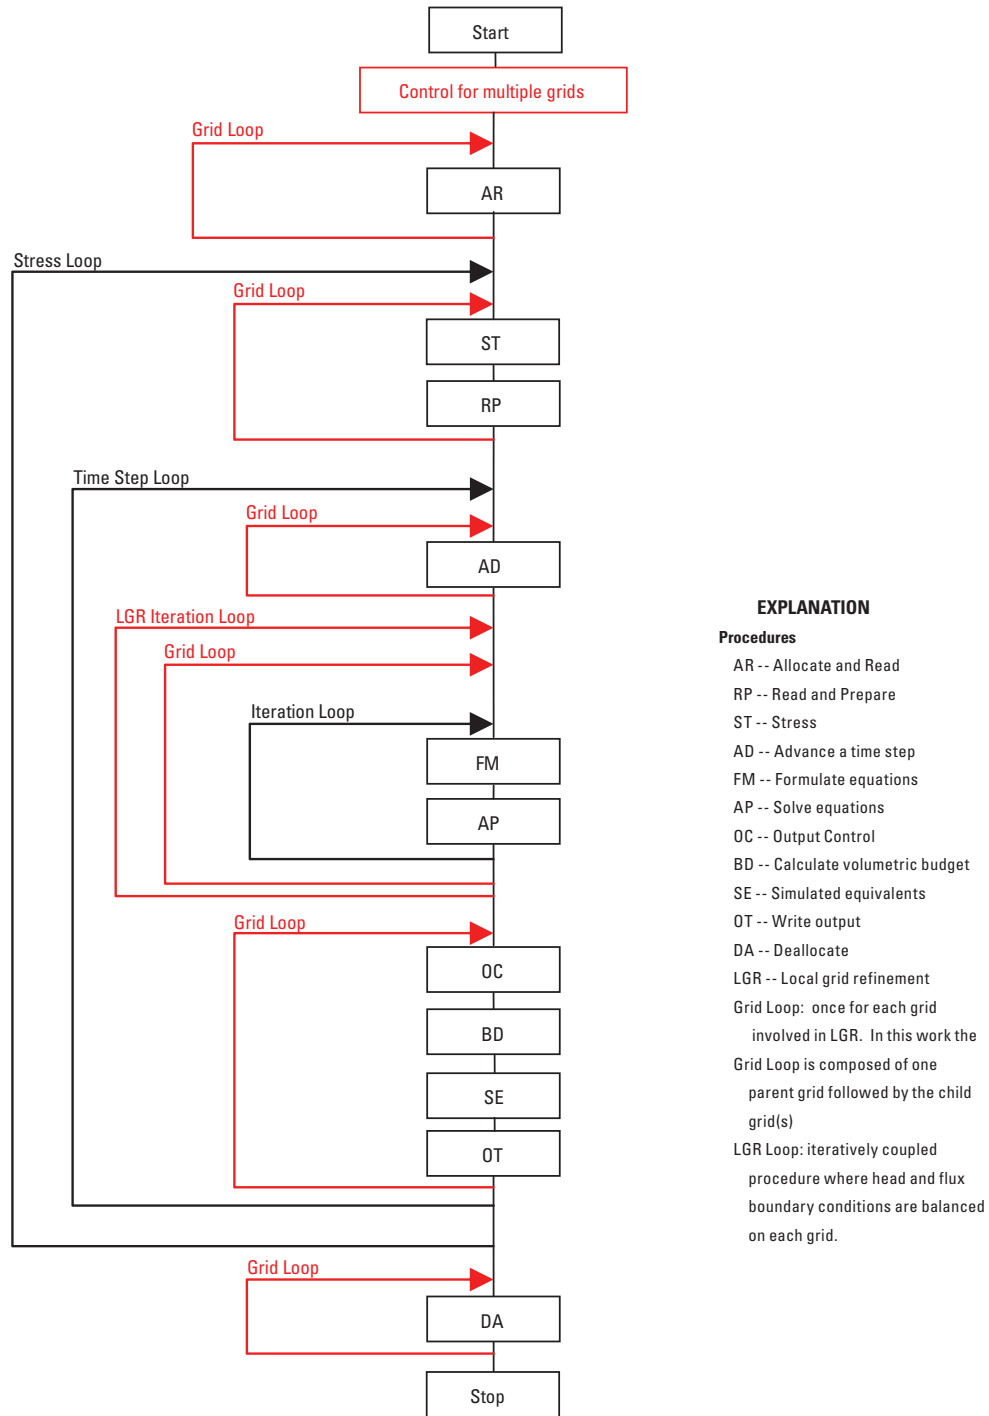 Start
Control for multiple grids
Grid Loop
AR
Stress Loop
Grid Loop
ST
RP
Time Step Loop
Grid Loop
AD
LGR Iteration Loop
Grid Loop
Iteration Loop
FM
AP
Grid Loop
OC
BD
SE
OT
Grid Loop
DA
Stop
EXPLANATION
Procedures
AR -- Allocate and Read
RP -- Read and Prepare
ST -- Stress
AD -- Advance a time step
FM -- Formulate equations
AP -- Solve equations
OC -- Output Control
BD -- Calculate volumetric budget
SE -- Simulated equivalents
OT -- Write output
DA -- Deallocate
LGR -- Local grid refinement
Grid Loop: once for each grid
involved in LGR. In this work the
Grid Loop is composed of one
parent grid followed by the child
grid(s)
LGR Loop: iteratively coupled
procedure where head and flux
boundary conditions are balanced
on each grid.